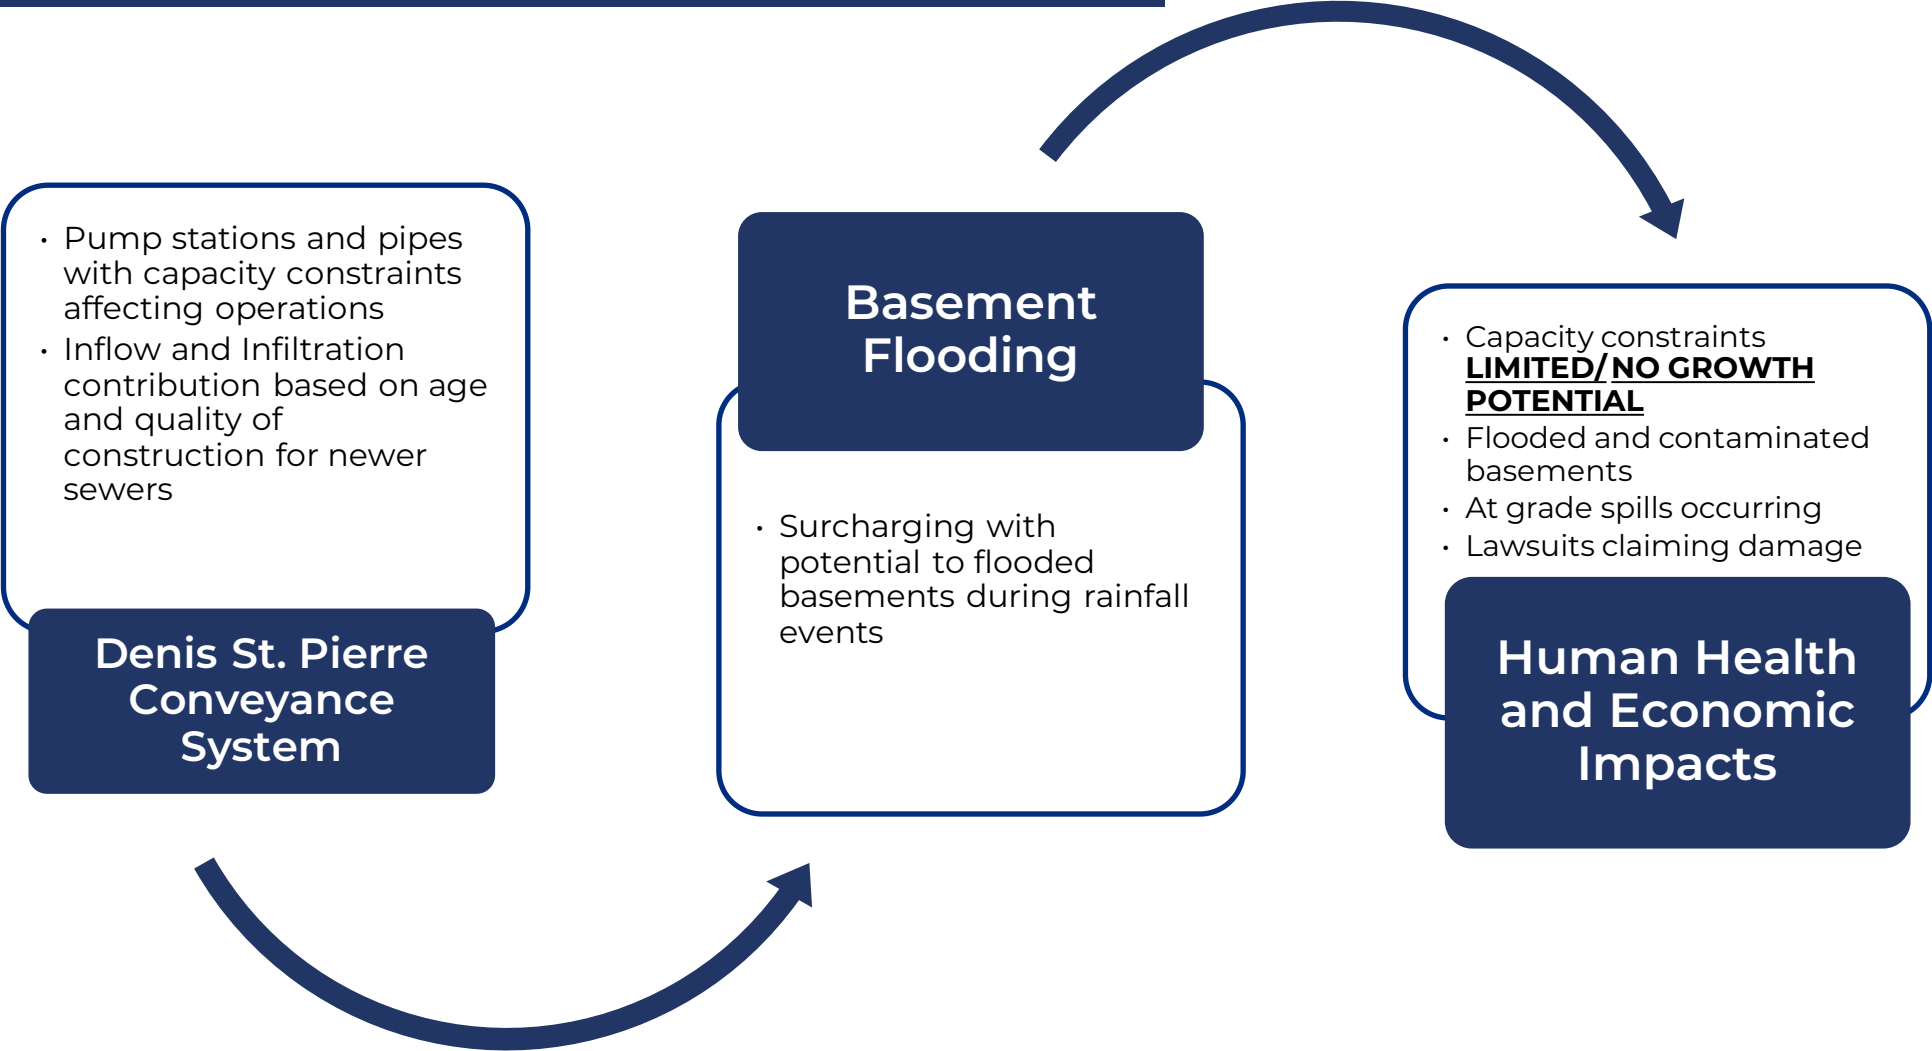 · Pump stations and pipes
with capacity constraints
affecting operations
· Inflow and Infiltration
contribution based on age
and quality of
construction for newer
sewers
Denis St. Pierre
Conveyance
System
Basement
Flooding
· Surcharging with
potential to flooded
basements during rainfall
events
· Capacity constraints
LIMITED/ NO GROWTH
POTENTIAL
· Flooded and contaminated
basements
· At grade spills occurring
· Lawsuits claiming damage
Human Health
and Economic
Impacts